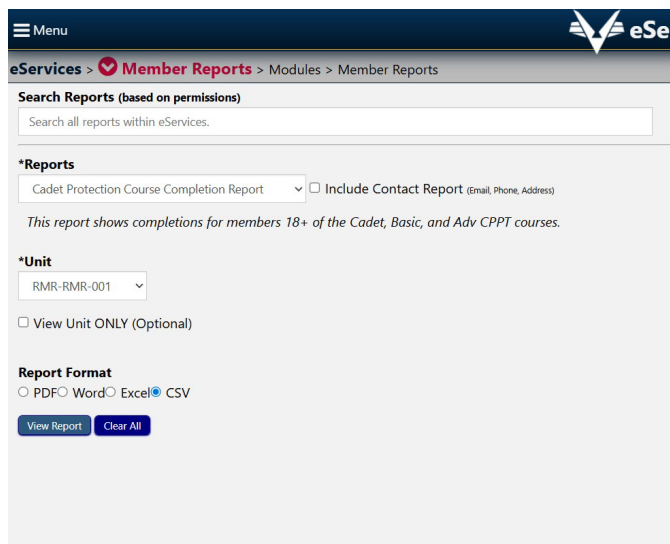 Menu
eSe
eServices > Member Reports > Modules > Member Reports
Search Reports (based on permissions)
Search all reports within eServices.
*Reports
Cadet Protection Course Completion Report Include Contact Report (Email, Phone, Address)
This report shows completions for members 18+ of the Cadet, Basic, and Adv CPPT courses.
*Unit
RMR-RMR-001
View Unit ONLY (Optional)
Report Format
PDF Word Excel CSV
View Report Clear All